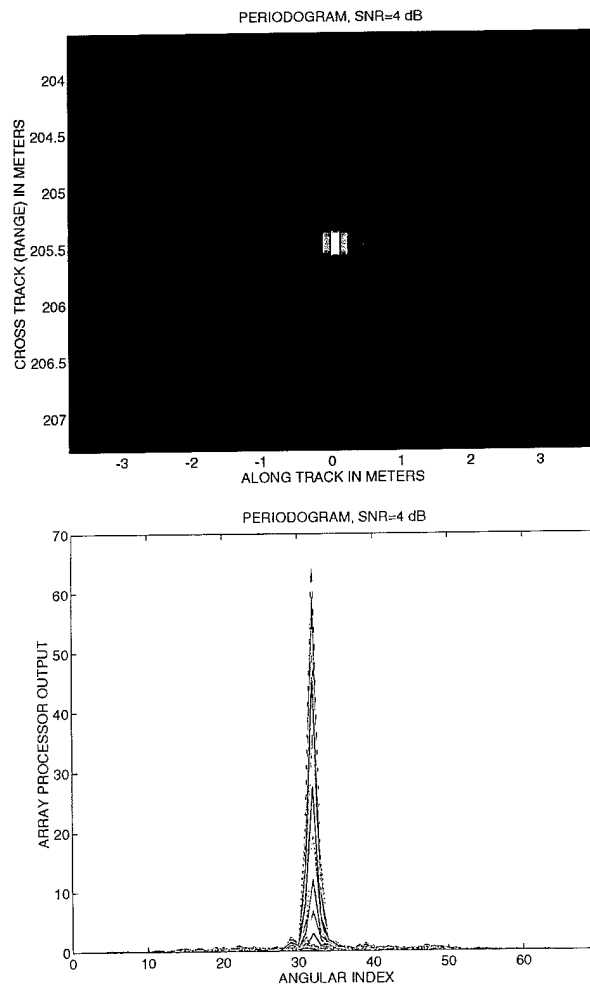 PERIODOGRAM, SNR=4 dB
CROSS TRACK (RANGE) IN METERS
204
204.5
205
205.5
206
206.5
207
-3 -2 -1 0 1 2 3
ALONG TRACK IN METERS
PERIODOGRAM, SNR=4 dB
ARRAY PROCESSOR OUTPUT
70
60
50
40
30
20
10
0
0 10 20 30 40 50 60
ANGULAR INDEX